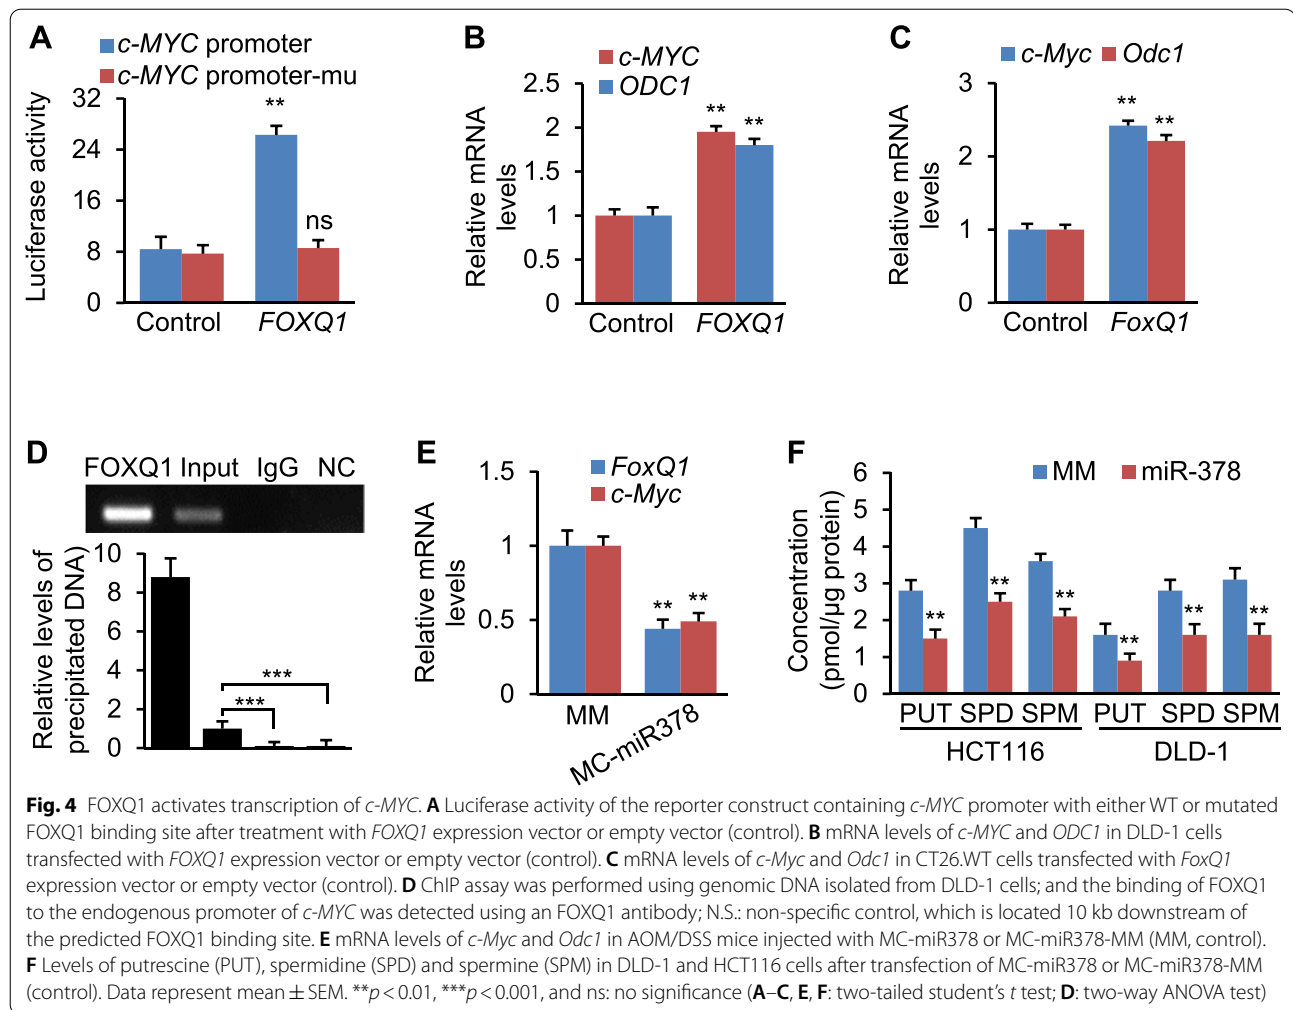 A
c-MYC promoter
c-MYC promoter-mu
Luciferase activity
32
24
16
8
0
**
ns
Control
FOXQ1
B
c-MYC
ODC1
Relative mRNA
levels
2.5
2
1.5
1
0.5
0
**
**
Control
FOXQ1
C
c-Myc
Odc1
Relative mRNA
levels
3
2
1
0
**
**
Control
FoxQ1
D
FOXQ1 Input IgG NC
Relative levels of
precipitated DNA)
10
8
6
4
2
0
***
***
E
FoxQ1
c-Myc
Relative mRNA
levels
1.5
1
0.5
0
**
**
MM
MC-miR378
F
MM
miR-378
Concentration
(pmol/µg protein)
6
5
4
3
2
1
0
**
**
**
**
**
**
PUT SPD SPM PUT SPD SPM
HCT116 DLD-1
Fig. 4 FOXQ1 activates transcription of c-MYC. A Luciferase activity of the reporter construct containing c-MYC promoter with either WT or mutated
FOXQ1 binding site after treatment with FOXQ1 expression vector or empty vector (control). B mRNA levels of c-MYC and ODC1 in DLD-1 cells
transfected with FOXQ1 expression vector or empty vector (control). C mRNA levels of c-Myc and Odc1 in CT26.WT cells transfected with FoxQ1
expression vector or empty vector (control). D ChIP assay was performed using genomic DNA isolated from DLD-1 cells; and the binding of FOXQ1
to the endogenous promoter of c-MYC was detected using an FOXQ1 antibody; N.S.: non-specific control, which is located 10 kb downstream of
the predicted FOXQ1 binding site. E mRNA levels of c-Myc and Odc1 in AOM/DSS mice injected with MC-miR378 or MC-miR378-MM (MM, control).
F Levels of putrescine (PUT), spermidine (SPD) and spermine (SPM) in DLD-1 and HCT116 cells after transfection of MC-miR378 or MC-miR378-MM
(control). Data represent mean ± SEM. **p < 0.01, ***p < 0.001, and ns: no significance (A–C, E, F: two-tailed student's t test; D: two-way ANOVA test)